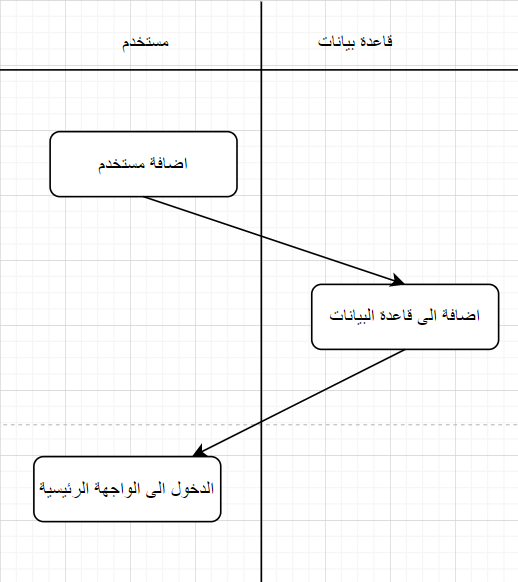 مستخدم
قاعدة بيانات
اضافة مستخدم
اضافة الى قاعدة البيانات
الدخول الى الواجهة الرئيسية